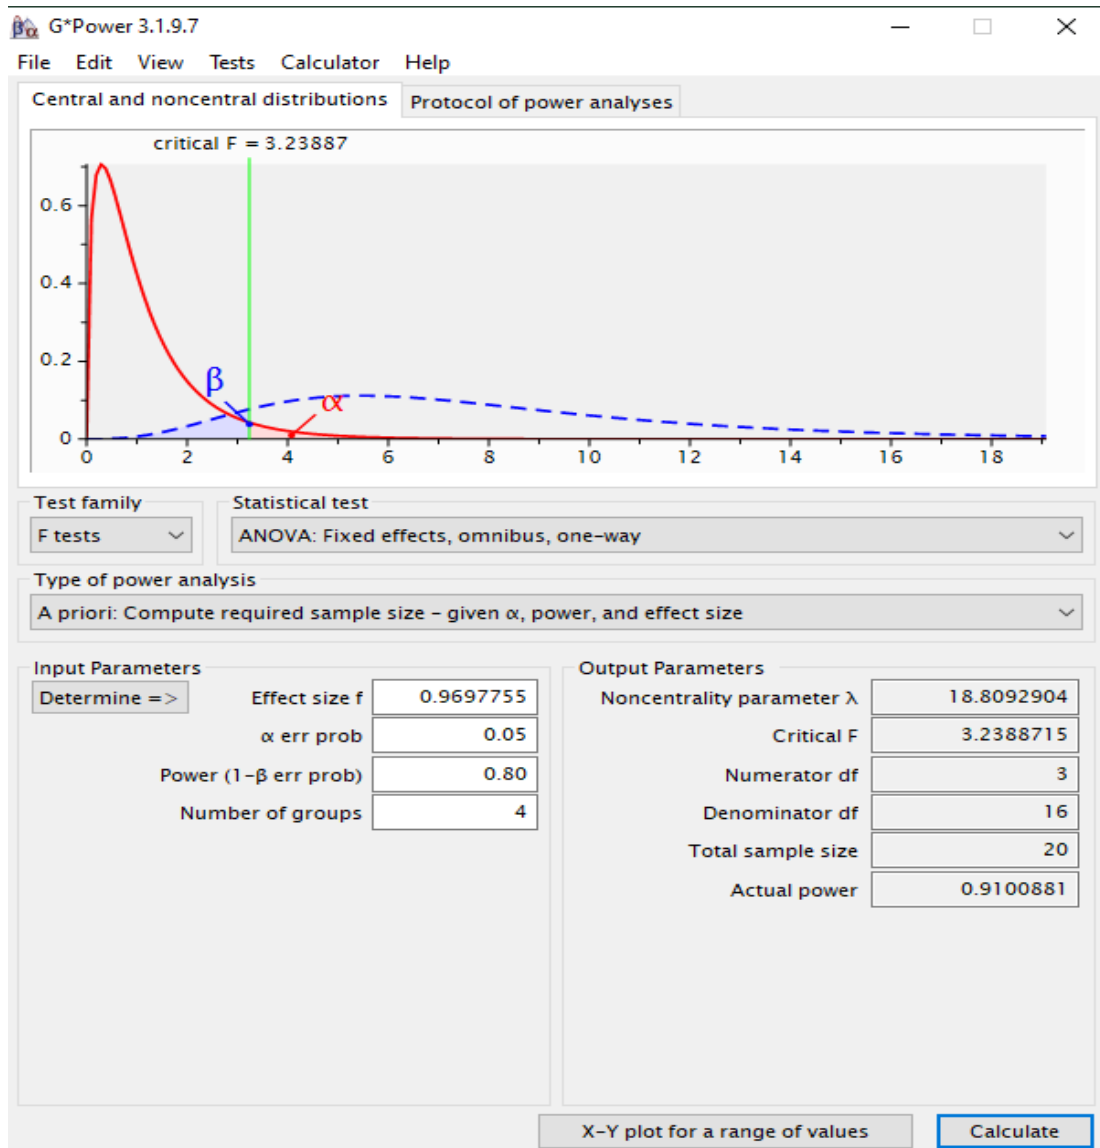 G*Power 3.1.9.7
File Edit View Tests Calculator Help
Central and noncentral distributions Protocol of power analyses
critical F = 3.23887
0.6
0.4
0.2
0
β
α
0 2 4 6 8 10 12 14 16 18
Test family Statistical test
F tests ANOVA: Fixed effects, omnibus, one-way
Type of power analysis
A priori: Compute required sample size - given α, power, and effect size
Input Parameters
Determine => Effect size f 0.9697755
α err prob 0.05
Power (1-β err prob) 0.80
Number of groups 4
Output Parameters
Noncentrality parameter λ 18.8092904
Critical F 3.2388715
Numerator df 3
Denominator df 16
Total sample size 20
Actual power 0.9100881
X-Y plot for a range of values Calculate